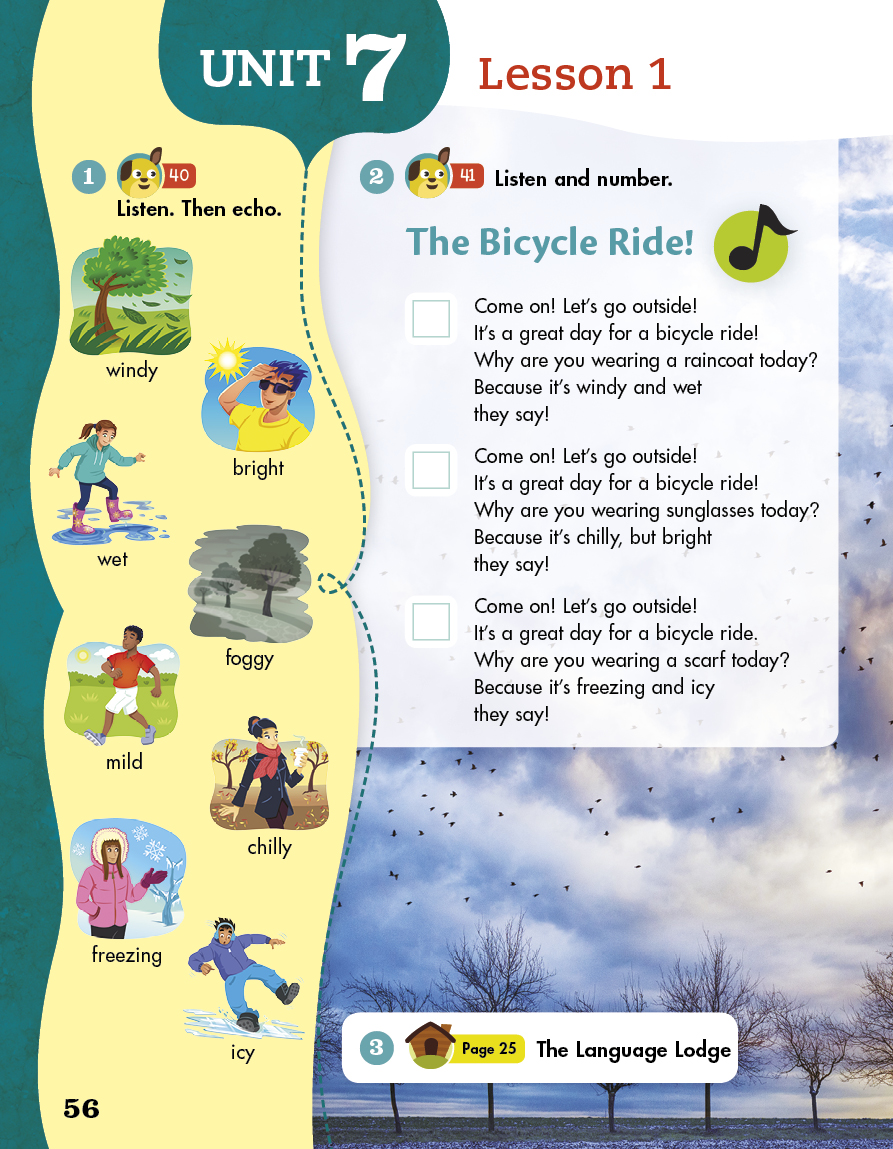 UNIT 7
Lesson 1
1
40
Listen. Then echo.
windy
bright
wet
foggy
mild
chilly
freezing
icy
2
41
Listen and number.
The Bicycle Ride!
Come on! Let's go outside!
It's a great day for a bicycle ride!
Why are you wearing a raincoat today?
Because it's windy and wet
they say!
Come on! Let's go outside!
It's a great day for a bicycle ride!
Why are you wearing sunglasses today?
Because it's chilly, but bright
they say!
Come on! Let's go outside!
It's a great day for a bicycle ride.
Why are you wearing a scarf today?
Because it's freezing and icy
they say!
3
Page 25
The Language Lodge
56